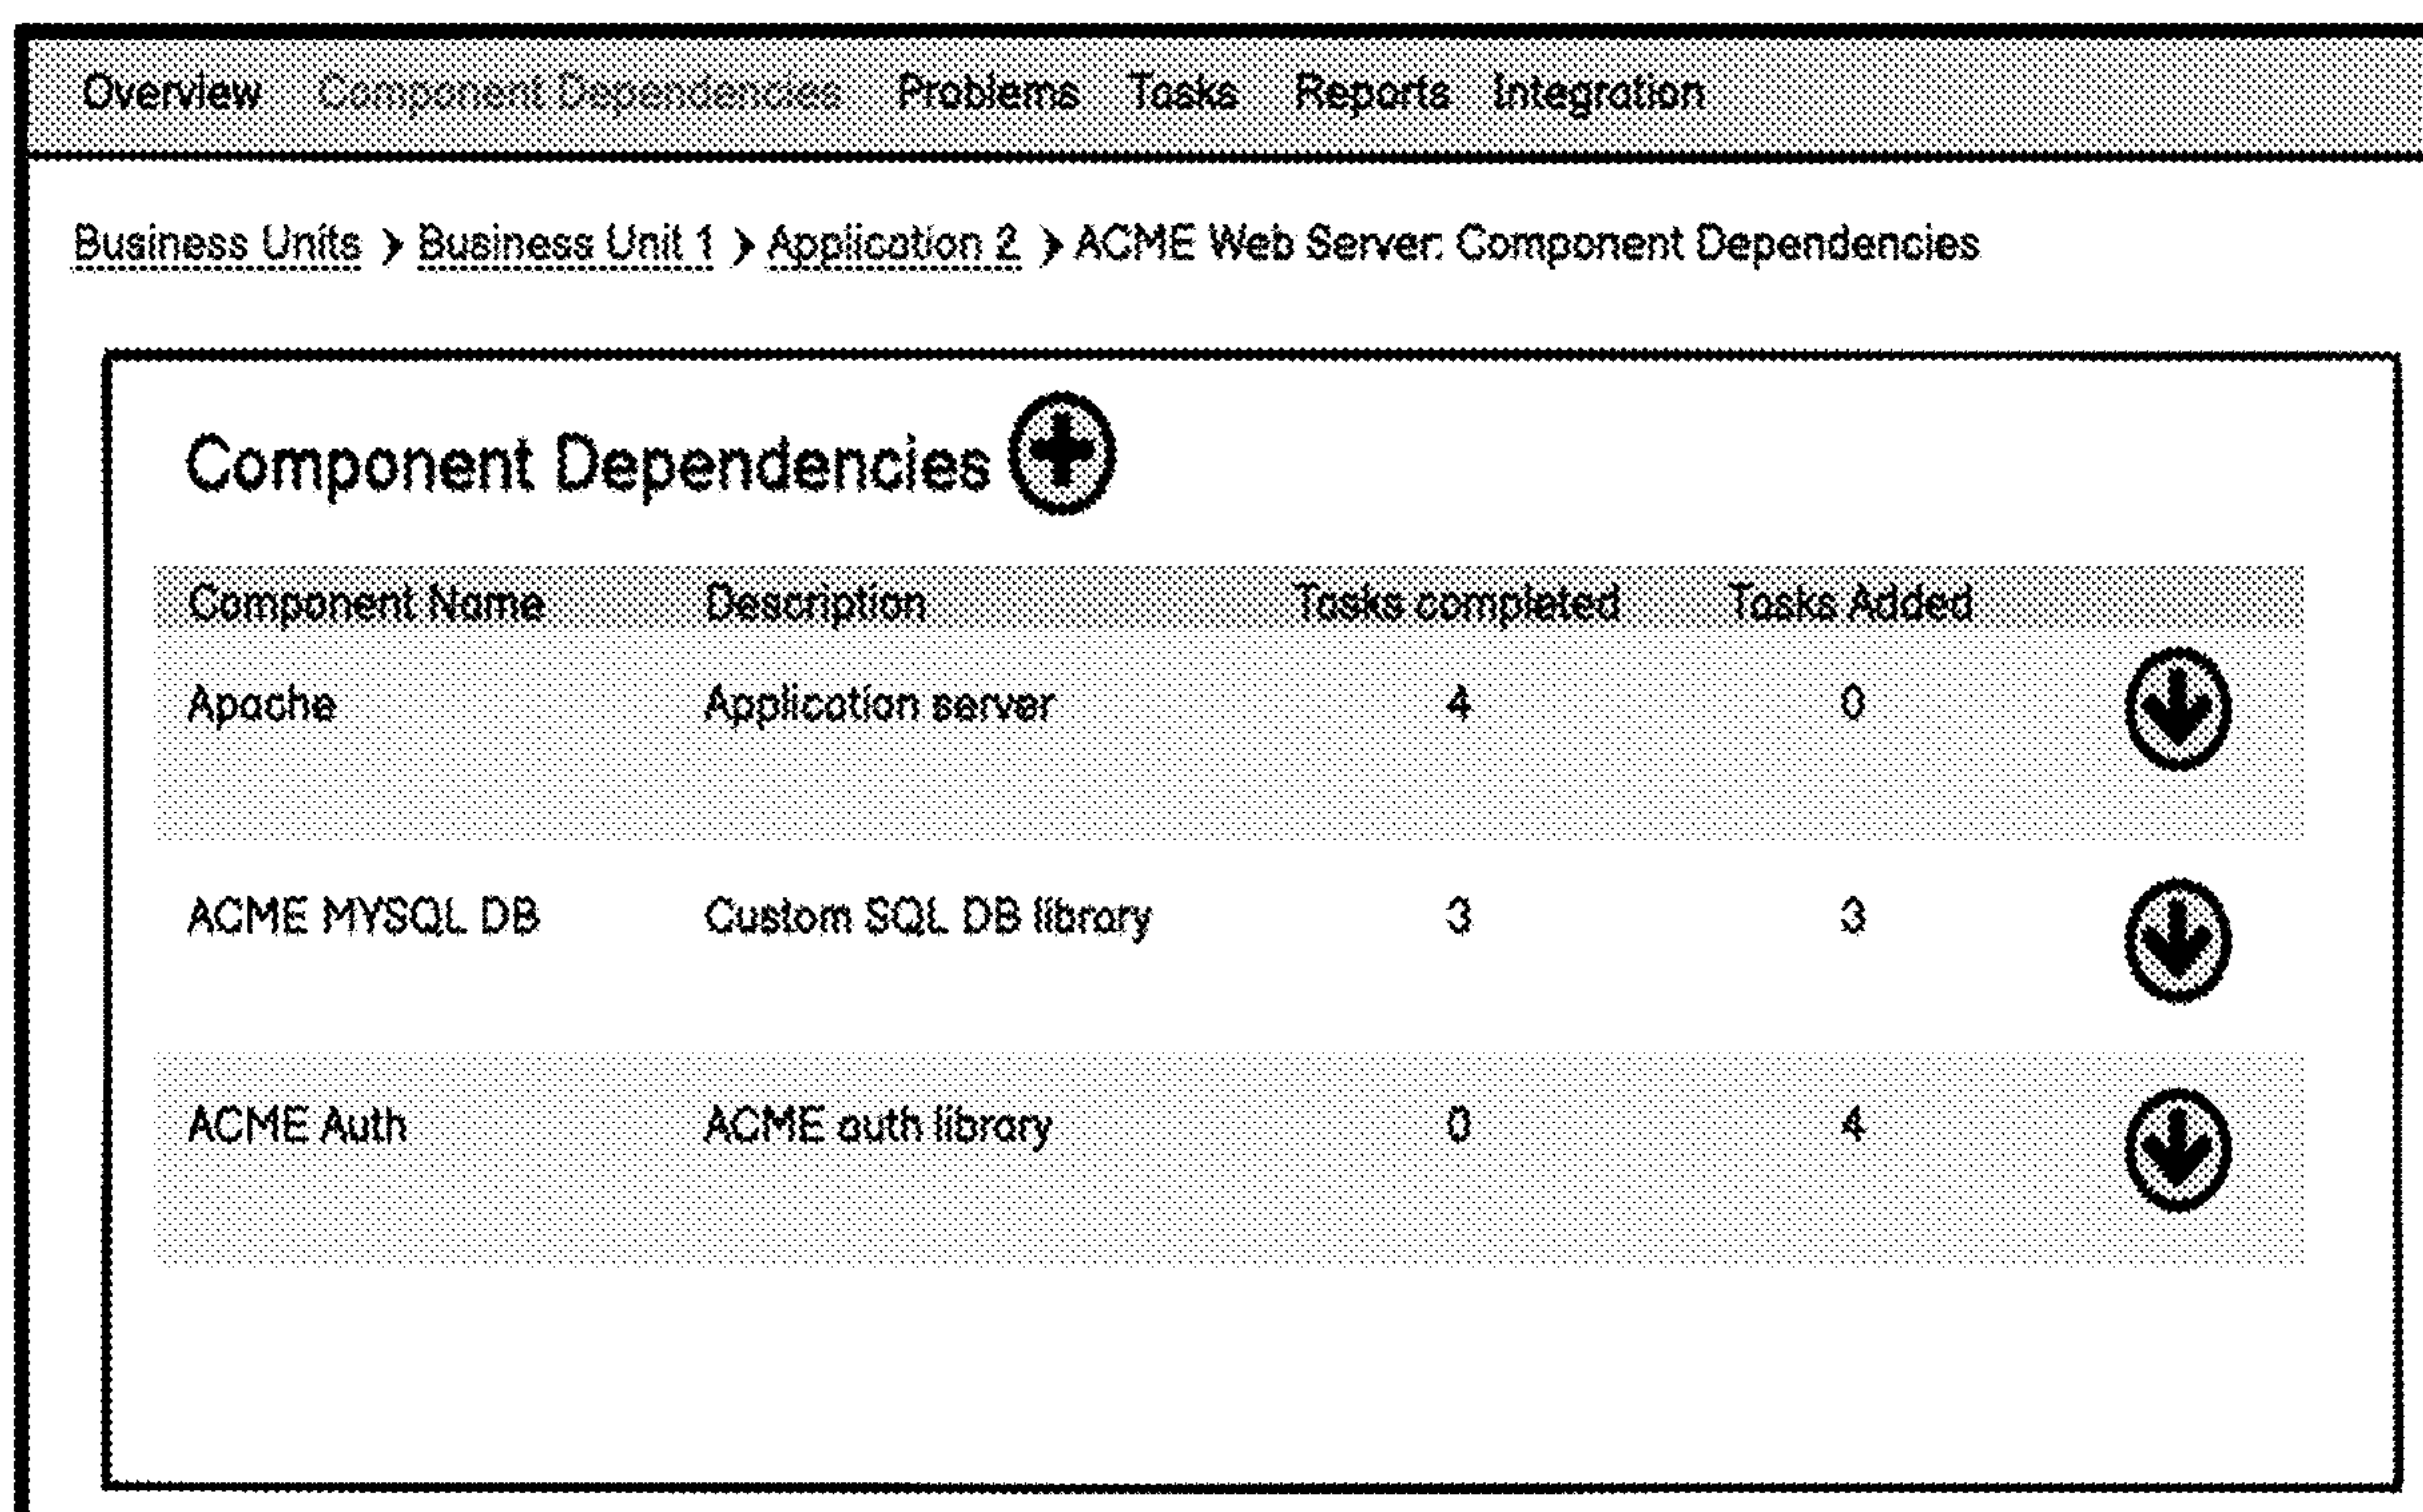 Overview Component Dependencies Problems Tasks Reports Integration
Business Units > Business Unit 1 > Application 2 > ACME Web Server: Component Dependencies
Component Dependencies
Component Name Description Tasks completed Tasks Added
Apache Application server 4 0
ACME MYSQL DB Custom SQL DB library 3 3
ACME Auth ACME auth library 0 4